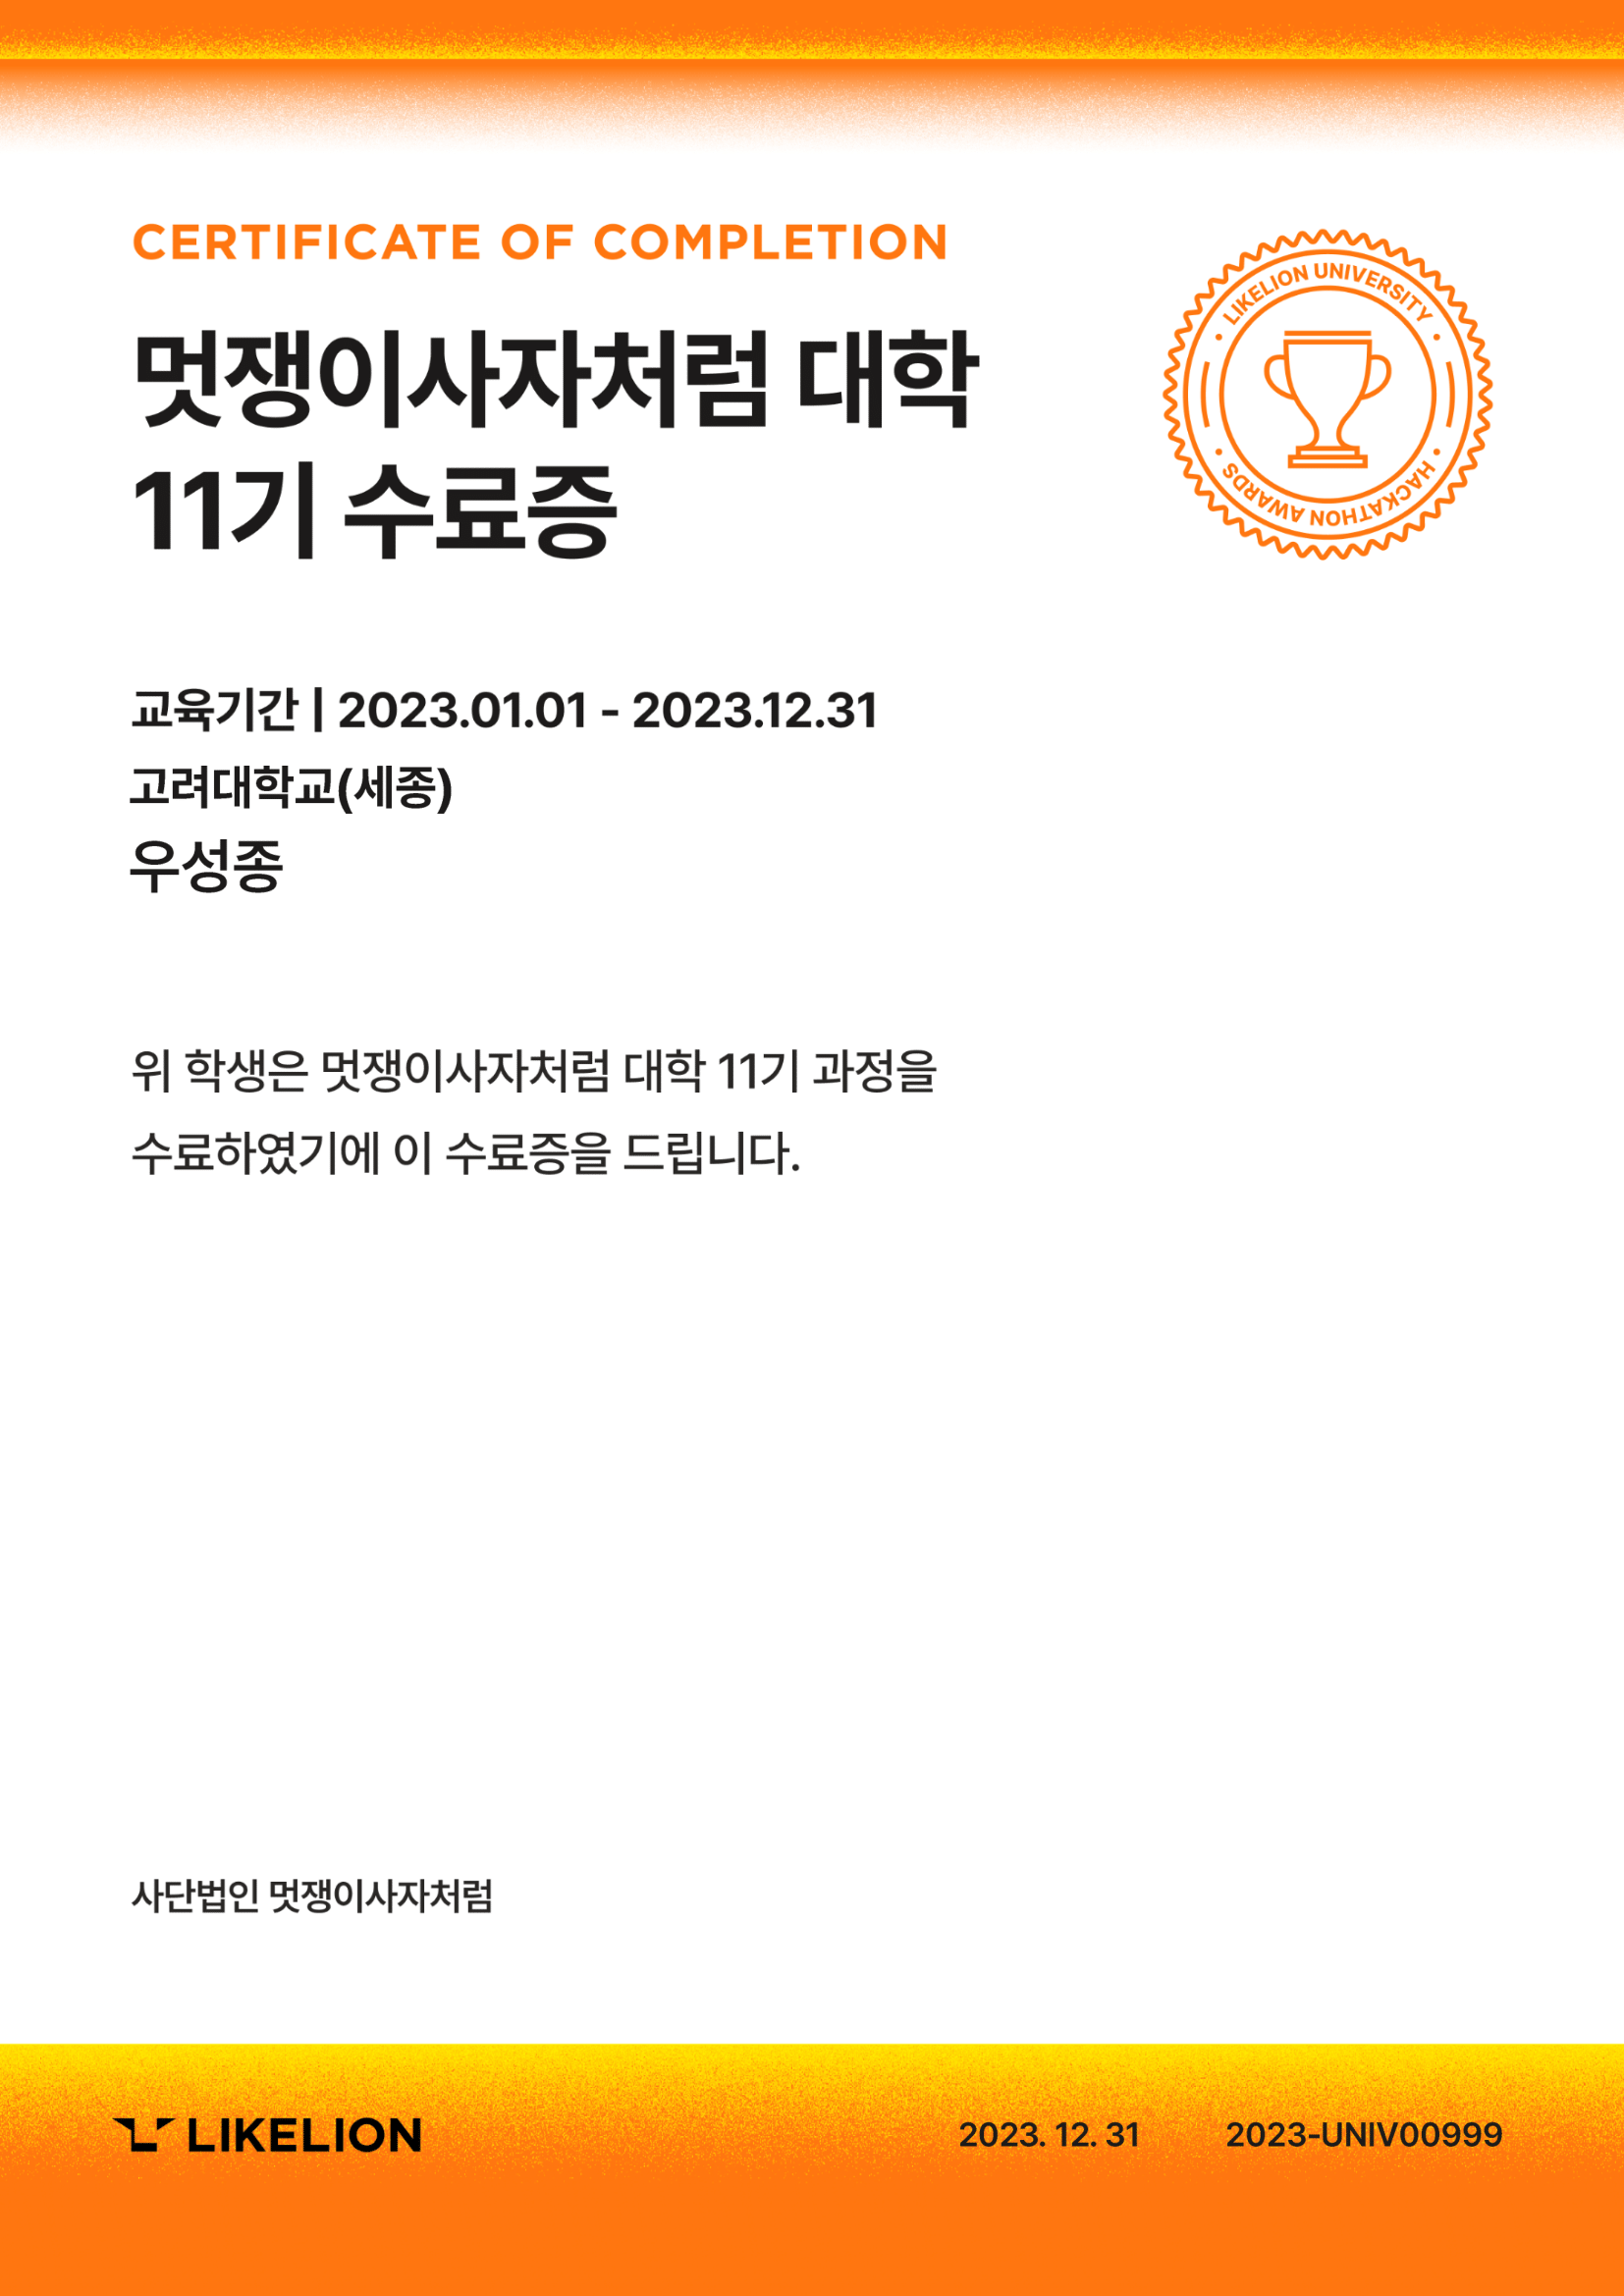 CERTIFICATE OF COMPLETION
멋쟁이사자처럼 대학
11기 수료증
LIKELION UNIVERSITY
HACKATHON AWARDS
교육기간 | 2023.01.01 - 2023.12.31
고려대학교(세종)
우성종
위 학생은 멋쟁이사자처럼 대학 11기 과정을
수료하였기에 이 수료증을 드립니다.
사단법인 멋쟁이사자처럼
LIKELION
2023. 12. 31
2023-UNIV00999